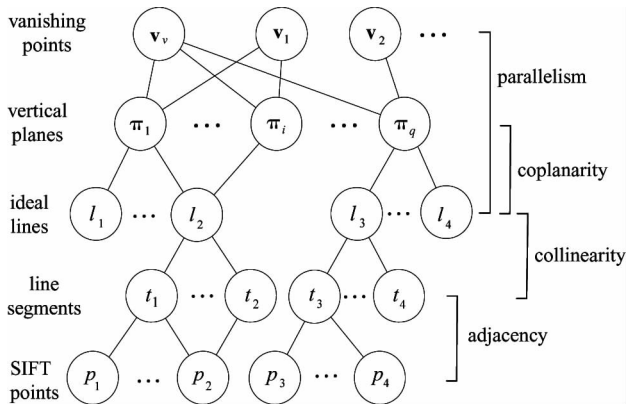 vanishing
points
v_v
v_1
v_2
...
vertical
planes
π_1
...
π_i
...
π_q
ideal
lines
l_1
...
l_2
l_3
...
l_4
line
segments
t_1
...
t_2
t_3
...
t_4
SIFT
points
p_1
...
p_2
p_3
...
p_4
parallelism
coplanarity
collinearity
adjacency